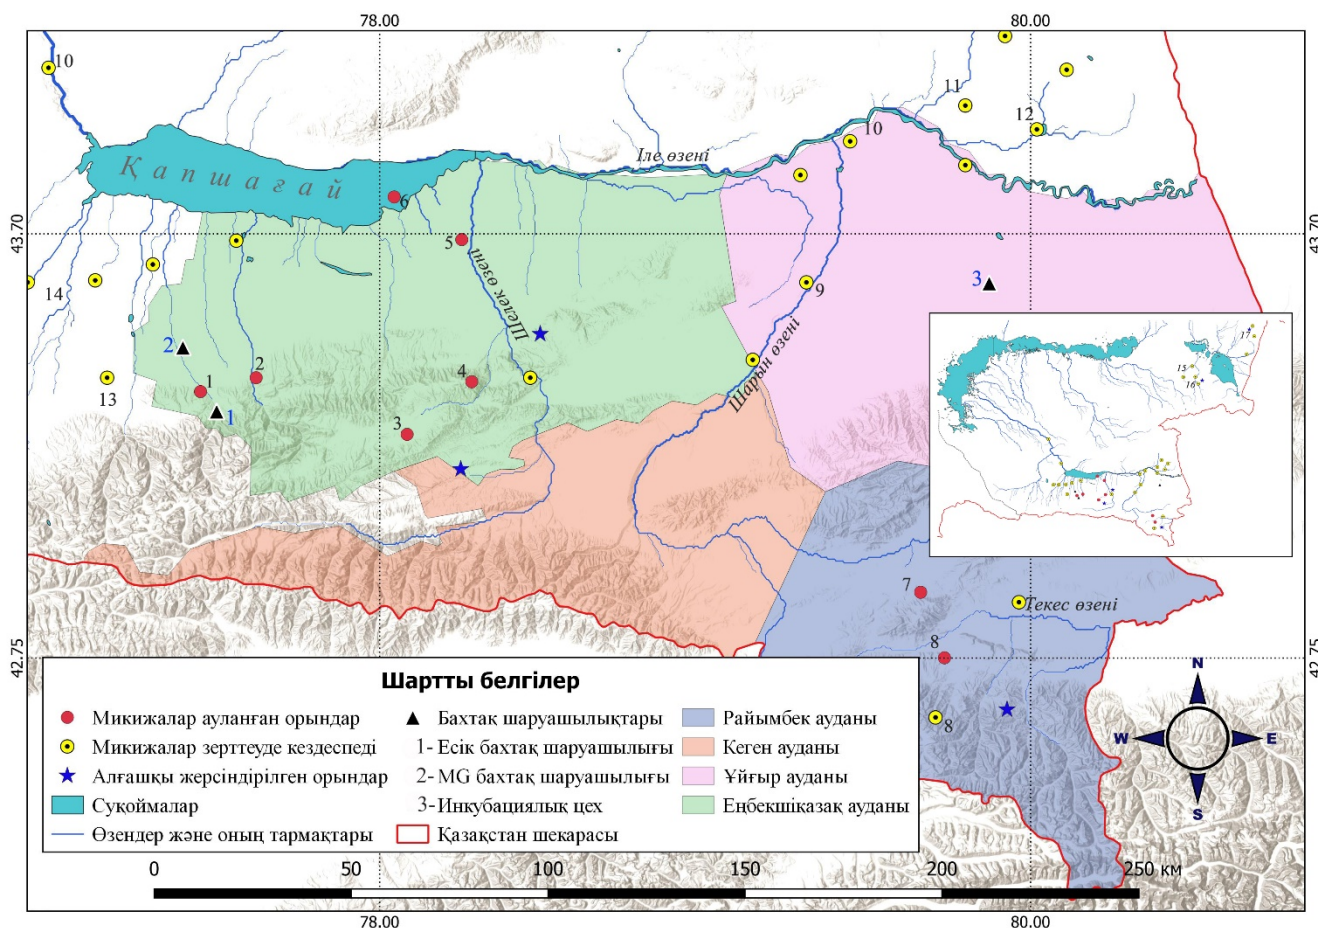 78.00
80.00
10
11
12
10
Іле өзені
Қапшағай
6
43.70
43.70
5
Шелек өзені
3
14
9
17
2
Шарын өзені
15
16
2
4
1
13
1
3
7
Текес өзені
8
42.75
42.75
8
Шартты белгілер
Микижалар ауланған орындар
Микижалар зерттеуде кездеспеді
Алғашқы жерсіндірілген орындар
Суқоймалар
Өзендер және оның тармақтары
Бахтақ шаруашылықтары
1- Есік бахтақ шаруашылығы
2- MG бахтақ шаруашылығы
3- Инкубациялық цех
Қазақстан шекарасы
Райымбек ауданы
Кеген ауданы
Ұйғыр ауданы
Еңбекшіказақ ауданы
N
W
E
S
0
50
100
150
200
250 км
78.00
80.00